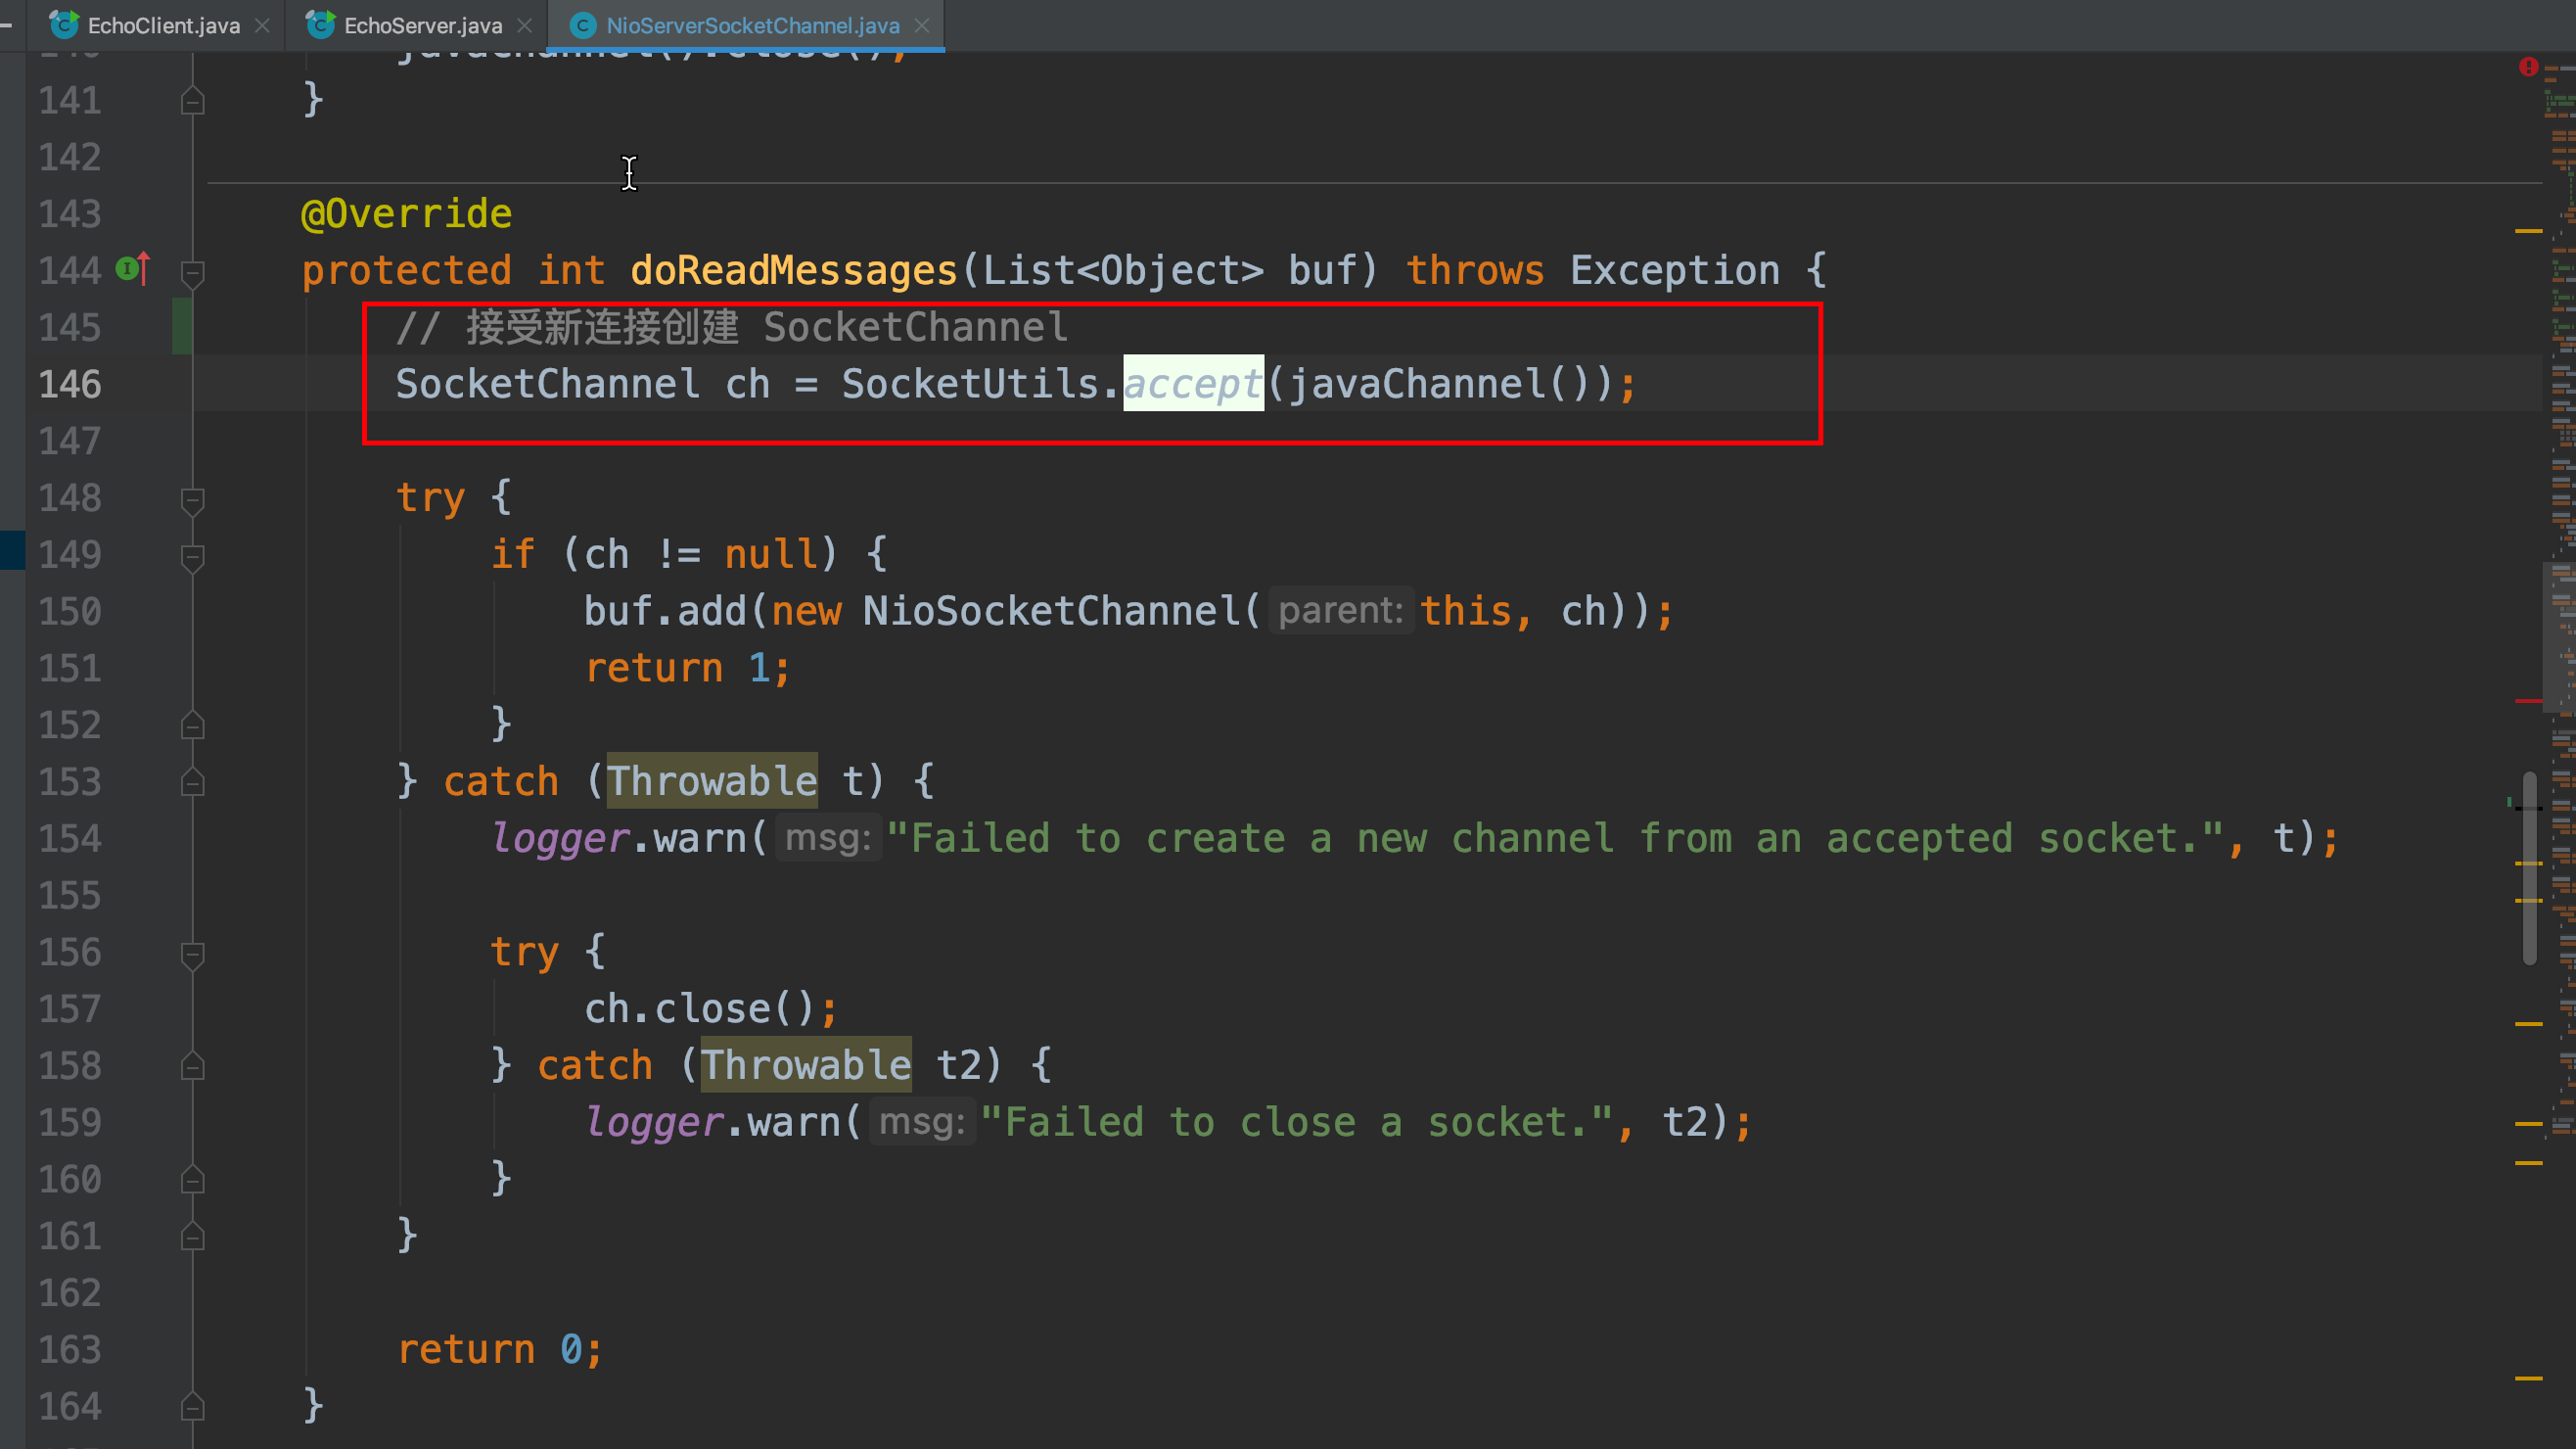 EchoClient.java EchoServer.java NioServerSocketChannel.java
javaChannel().close();
141 }
142
143 @Override
144 protected int doReadMessages(List<Object> buf) throws Exception {
145 // 接受新连接创建 SocketChannel
146 SocketChannel ch = SocketUtils.accept(javaChannel());
147
148 try {
149 if (ch != null) {
150 buf.add(new NioSocketChannel( parent: this, ch));
151 return 1;
152 }
153 } catch (Throwable t) {
154 logger.warn( msg: "Failed to create a new channel from an accepted socket.", t);
155
156 try {
157 ch.close();
158 } catch (Throwable t2) {
159 logger.warn( msg: "Failed to close a socket.", t2);
160 }
161 }
162
163 return 0;
164 }